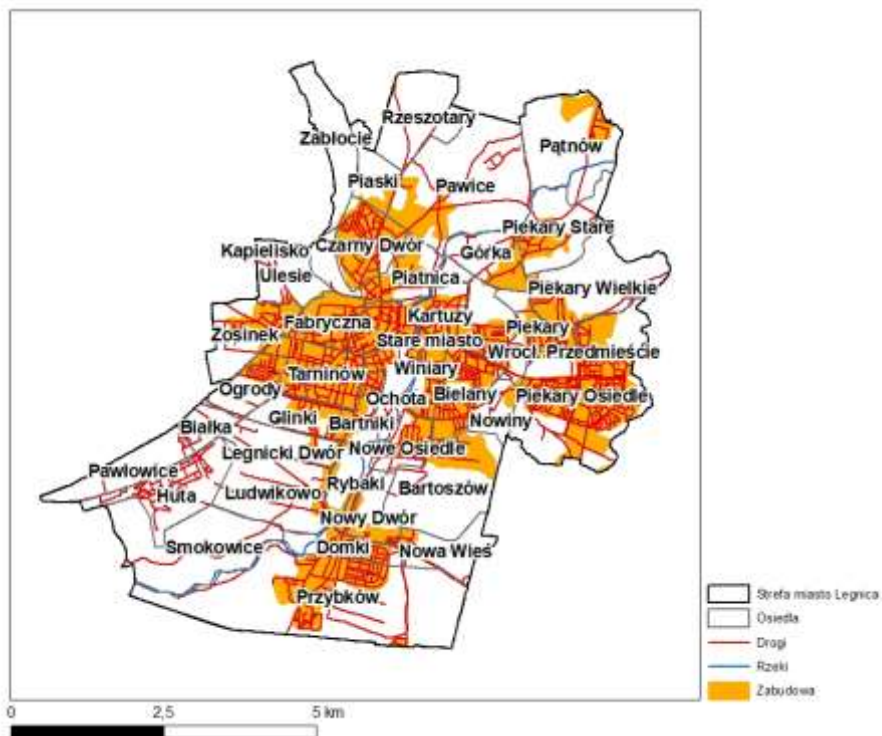 Rzeszotary
Zabłocie
Pątnów
Piaski
Pawice
Piekary Stare
Czarny Dwór
Kąpielisko
Górka
Ulesie
Piatnica
Piekary Wielkie
Kartuzy
Fabryczna
Piekary
Zosinek
Stare miasto
Wrocł. Przedmieście
Winiary
Tarninów
Ogrody
Ochota
Bielany
Piekary Osiedle
Glinki
Bartniki
Nowiny
Białka
Legnicki Dwór
Nowe Osiedle
Pawłowice
Huta
Ludwikowo
Rybaki
Bartoszów
Nowy Dwór
Smokowice
Domki
Nowa Wieś
Przybków
Strefa miasto Legnica
Osiedla
Drogi
Rzeki
Zabudowa
0 2,5 5 km